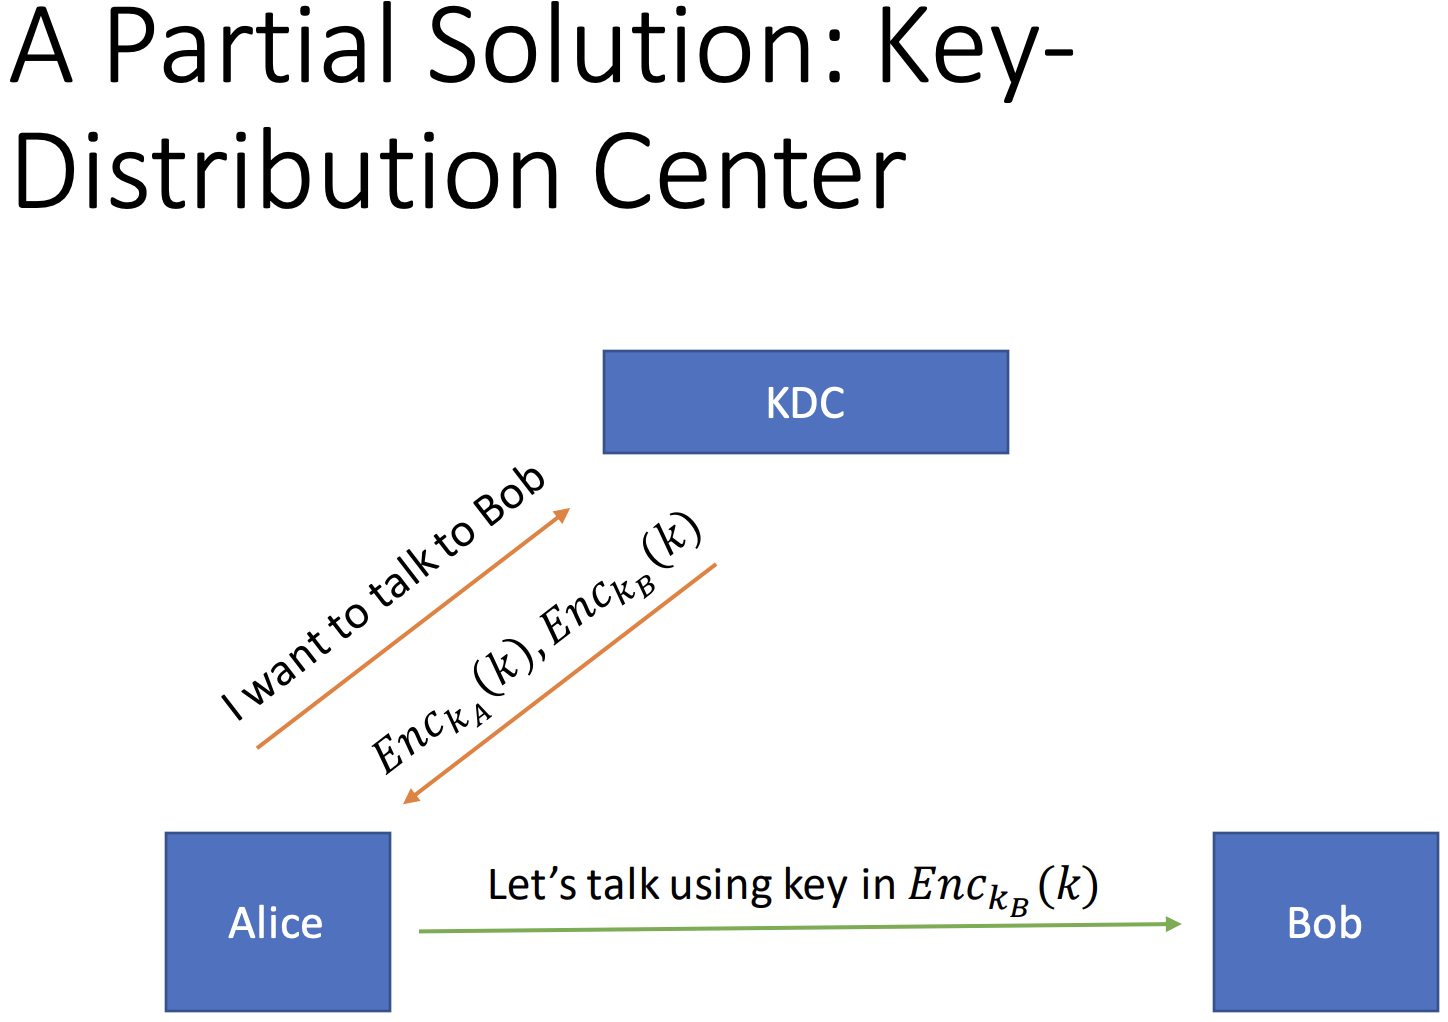 A Partial Solution: Key-
Distribution Center
KDC
I want to talk to Bob
$Enc_{k_A}(k), Enc_{k_B}(k)$
Let's talk using key in $Enc_{k_B}(k)$
Alice
Bob